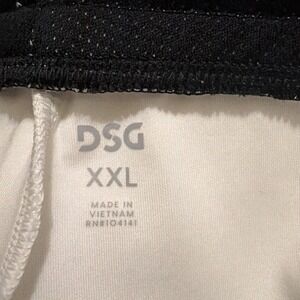 DSG
XXL
MADE IN
VIETNAM
RN#104141